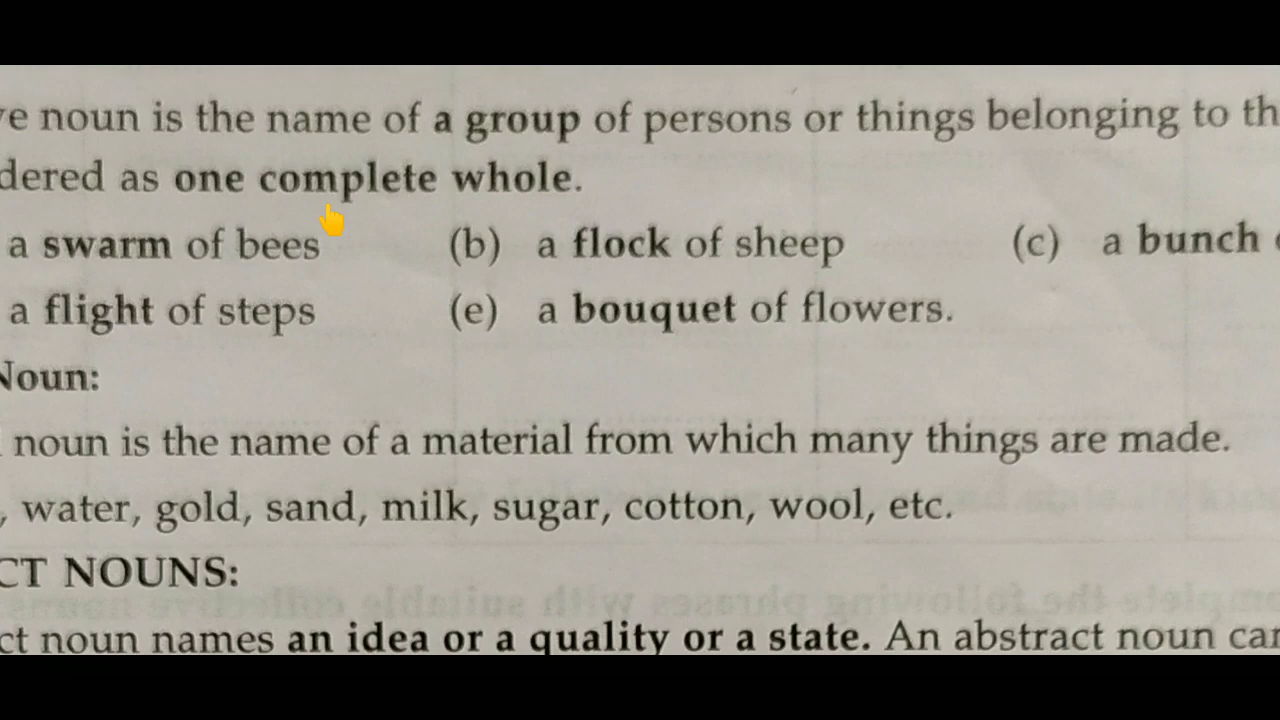 ve noun is the name of a group of persons or things belonging to th
dered as one complete whole.
a swarm of bees (b) a flock of sheep (c) a bunch
a flight of steps (e) a bouquet of flowers.
Noun:
noun is the name of a material from which many things are made.
, water, gold, sand, milk, sugar, cotton, wool, etc.
CT NOUNS:
ct noun names an idea or a quality or a state. An abstract noun can